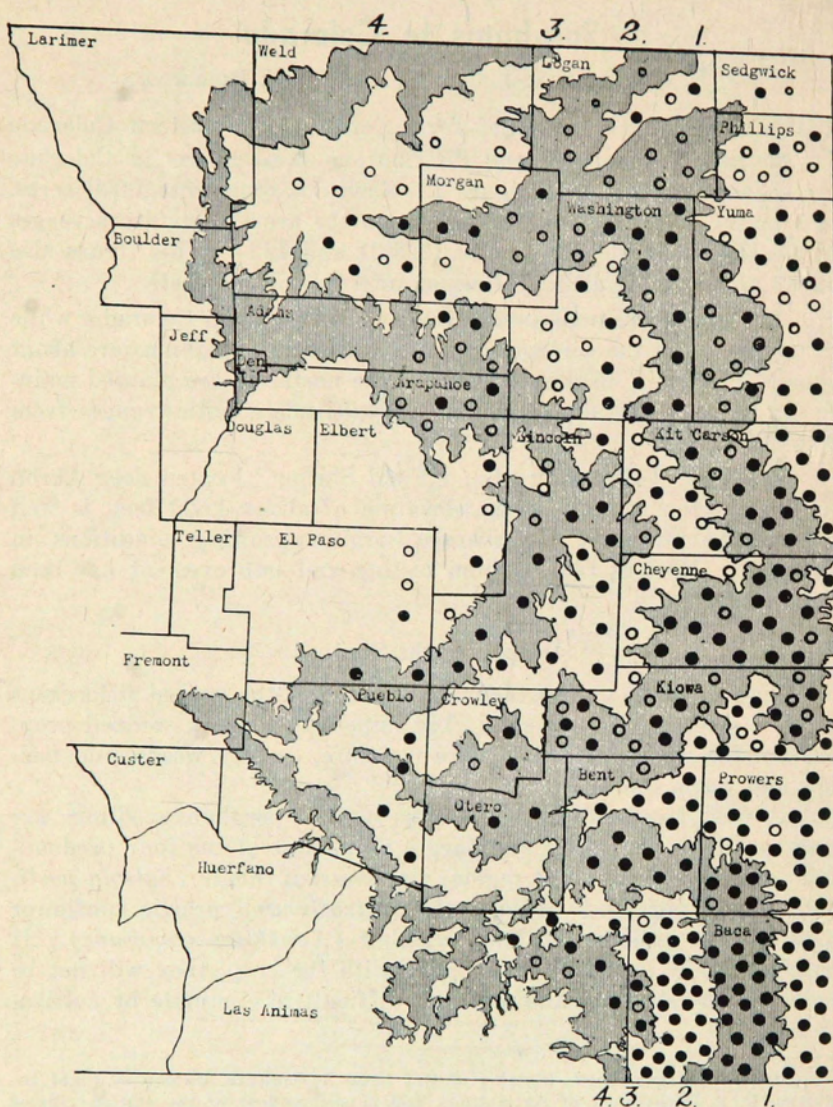 4. 3. 2. 1.
Larimer
Weld
Logan
Sedgwick
Phillips
Morgan
Washington
Yuma
Boulder
Adams
Jeff
Den
Arapahoe
Douglas
Elbert
Lincoln
Kit Carson
Teller
El Paso
Cheyenne
Fremont
Pueblo
Crowley
Kiowa
Custer
Bent
Prowers
Otero
Huerfano
Baca
Las Animas
4. 3. 2. 1.